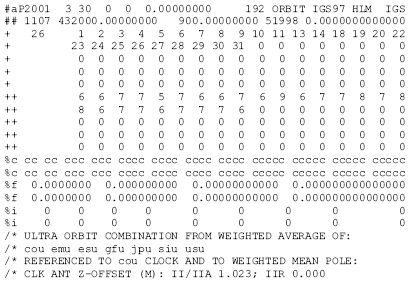 #aP2001  3 30  0  0  0.00000000      192 ORBIT IGS97 HLM  IGS
## 1107 432000.00000000   900.00000000 51998 0.0000000000000
+   26     1  2  3  4  5  6  7  8  9 10 11 13 14 18 19 20 22
+         23 24 25 26 27 28 29 30 31  0  0  0  0  0  0  0  0
+          0  0  0  0  0  0  0  0  0  0  0  0  0  0  0  0  0
+          0  0  0  0  0  0  0  0  0  0  0  0  0  0  0  0  0
+          0  0  0  0  0  0  0  0  0  0  0  0  0  0  0  0  0
++         6  6  7  7  5  7  6  6  7  6  9  6  7  7  8  7  8
++         8  6  7  6  7  7  7  6  0  0  0  0  0  0  0  0
++         0  0  0  0  0  0  0  0  0  0  0  0  0  0  0  0  0
++         0  0  0  0  0  0  0  0  0  0  0  0  0  0  0  0  0
++         0  0  0  0  0  0  0  0  0  0  0  0  0  0  0  0  0
%c cc cc ccc ccc cccc cccc cccc cccc ccccc ccccc ccccc ccccc
%c cc cc ccc ccc cccc cccc cccc cccc ccccc ccccc ccccc ccccc
%f  0.0000000  0.000000000  0.00000000000  0.000000000000000
%f  0.0000000  0.000000000  0.00000000000  0.000000000000000
%i    0    0    0    0      0      0      0      0         0
%i    0    0    0    0      0      0      0      0         0
/* ULTRA ORBIT COMBINATION FROM WEIGHTED AVERAGE OF:
/* cou emu esu gfu jpu siu usu
/* REFERENCED TO cou CLOCK AND TO WEIGHTED MEAN POLE:
/* CLK ANT Z-OFFSET (M): II/IIA 1.023; IIR 0.000